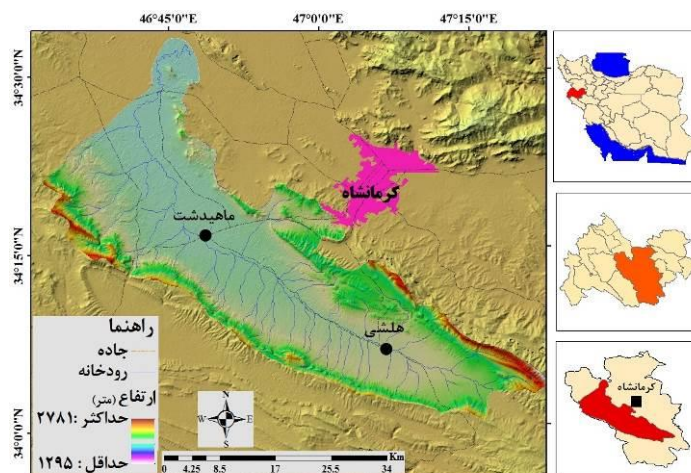 46°45'0"E 47°0'0"E 47°15'0"E
34°30'0"N
34°15'0"N
34°0'0"N
کرمانشاه
ماهیدشت
هلشی
راهنما
جاده
رودخانه
ارتفاع (متر)
حداکثر :۲۷۸۱
حداقل : ۱۲۹۵
N
W E
S
Km
0 4.25 8.5 17 25.5 34
کرمانشاه